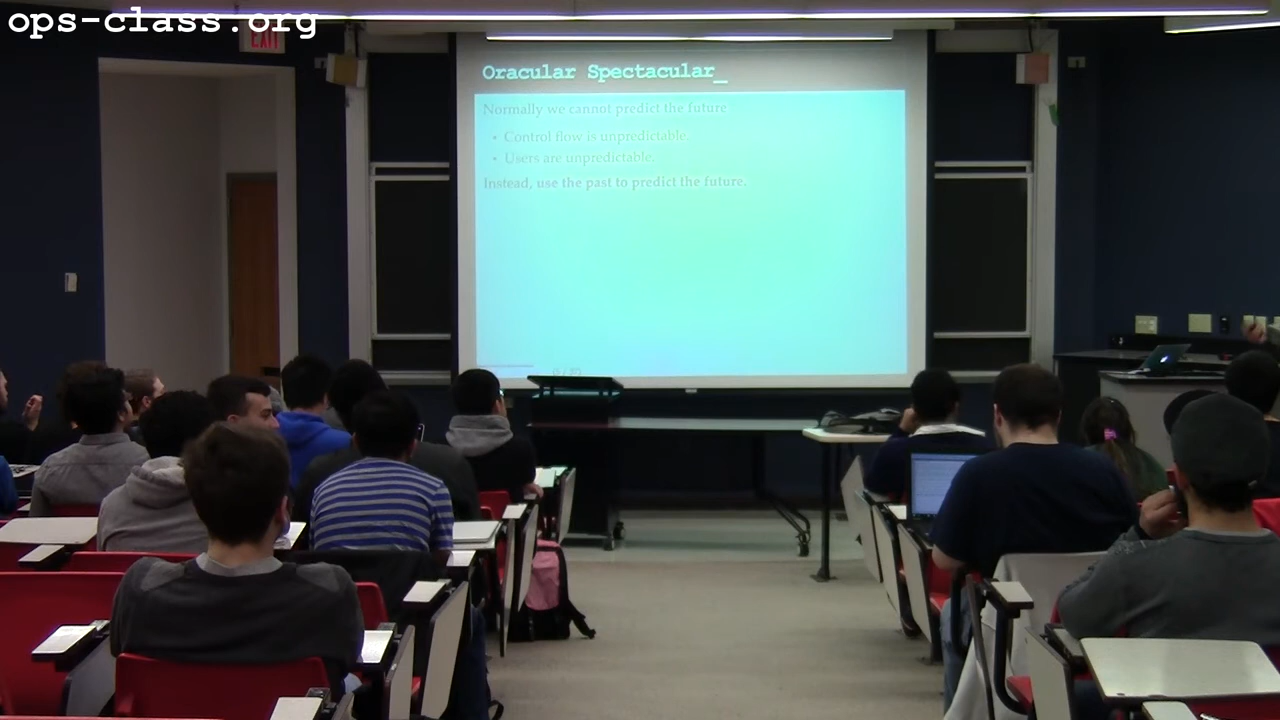 ops-class.org
EXIT
Oracular Spectacular_
Normally we cannot predict the future
• Control flow is unpredictable.
• Users are unpredictable.
Instead, use the past to predict the future.